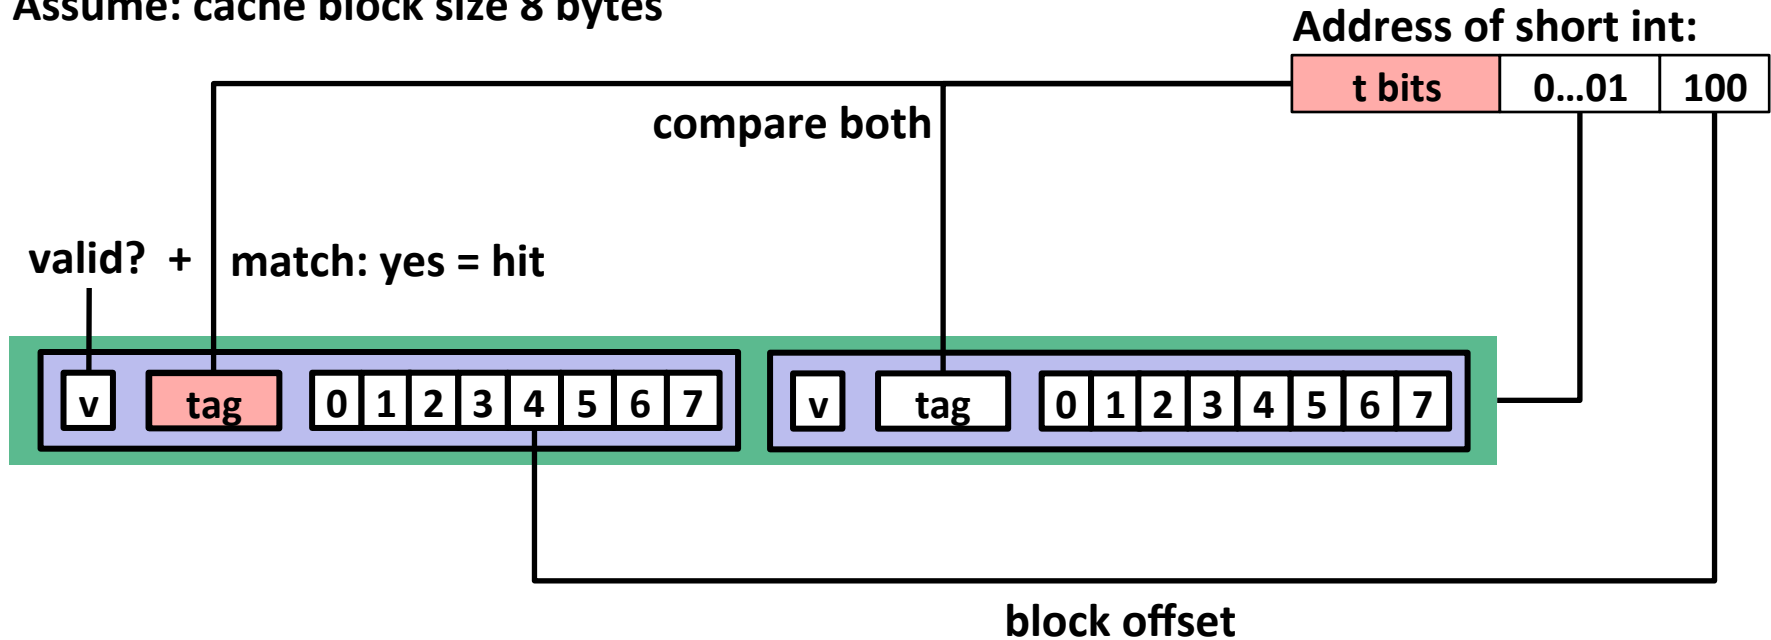 Assume: cache block size 8 bytes
Address of short int:
t bits 0...01 100
compare both
valid? + match: yes = hit
v tag 0 1 2 3 4 5 6 7 v tag 0 1 2 3 4 5 6 7
block offset